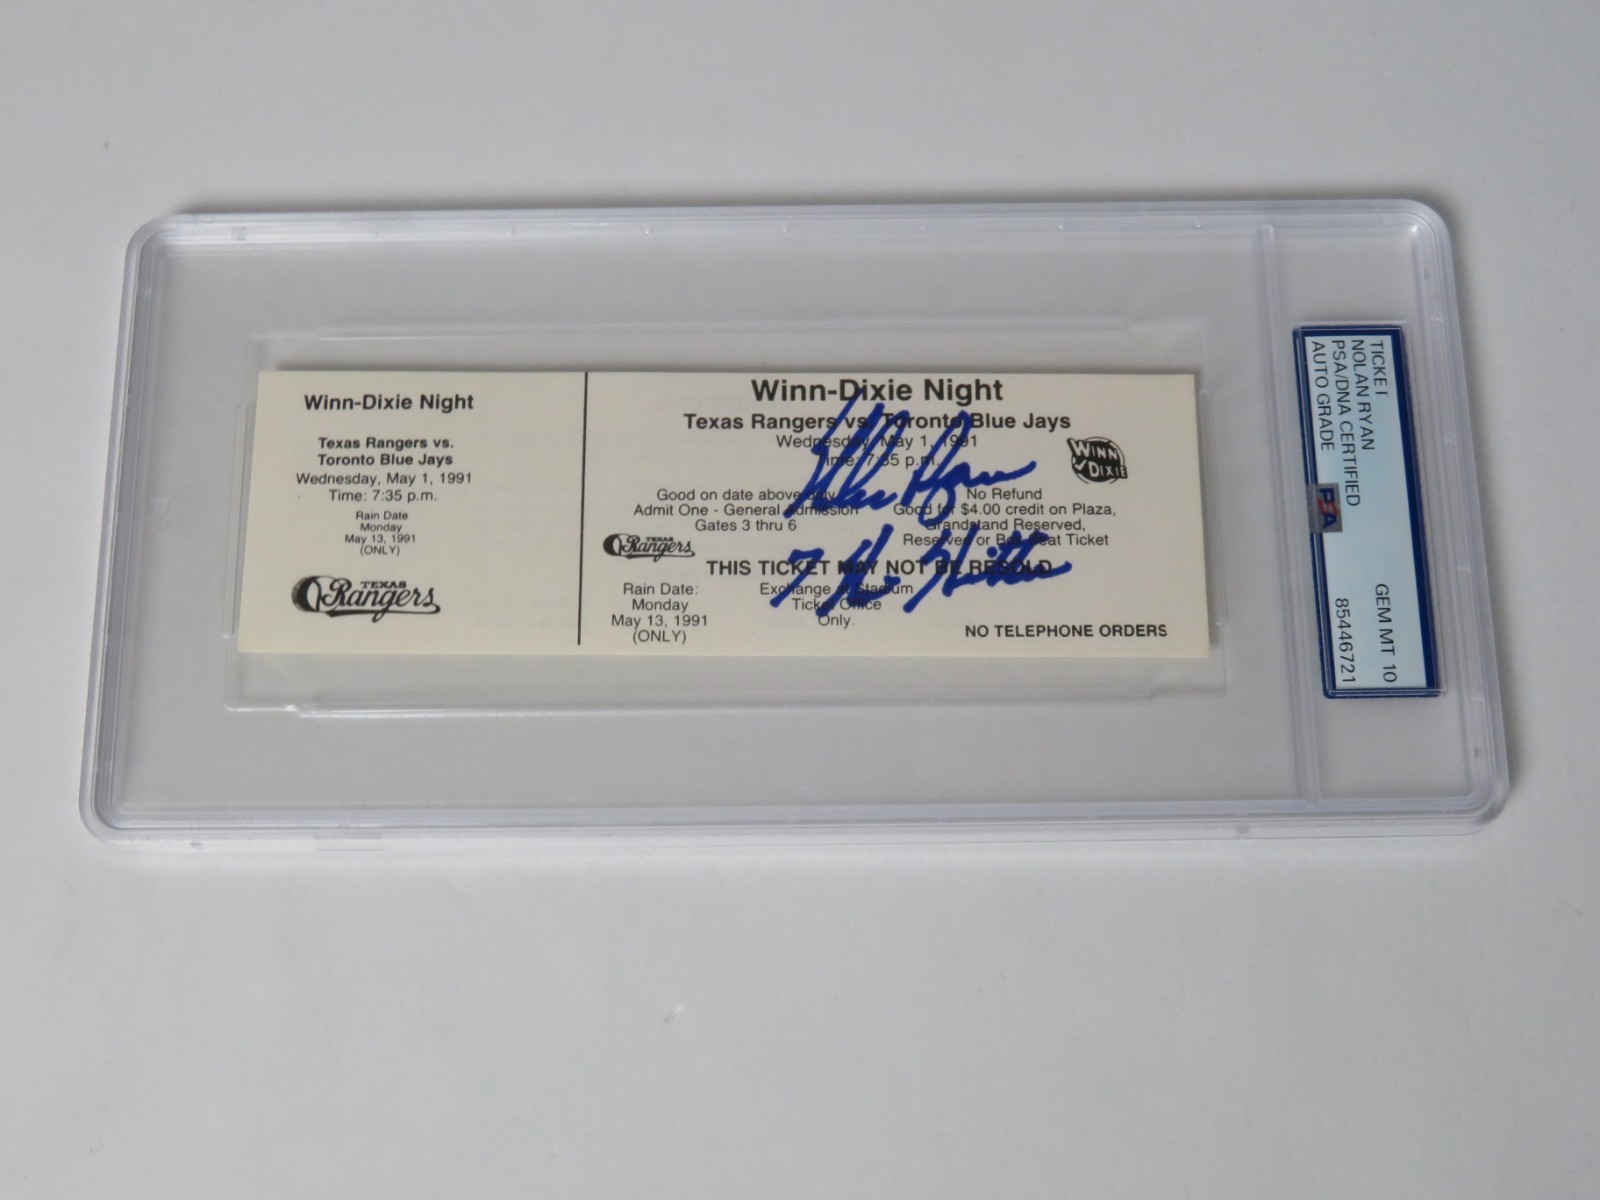 Winn-Dixie Night
Texas Rangers vs.
Toronto Blue Jays
Wednesday, May 1, 1991
Time: 7:35 p.m.
Rain Date
Monday
May 13, 1991
(ONLY)
TEXAS
Rangers
Winn-Dixie Night
Texas Rangers vs. Toronto Blue Jays
Wednesday, May 1, 1991
Time: 7:35 p.m.
WINN
DIXIE
Good on date above only
Admit One - General Admission
Gates 3 thru 6
No Refund
Good for $4.00 credit on Plaza,
Grandstand Reserved,
Reserved or Box Seat Ticket
TEXAS
Rangers
THIS TICKET MAY NOT BE RESOLD
Rain Date:
Monday
May 13, 1991
(ONLY)
Exchange at Stadium
Ticket Office
Only.
NO TELEPHONE ORDERS
Nolan Ryan
7 No-Hitter
TICKET
NOLAN RYAN
PSA/DNA CERTIFIED
AUTO GRADE
GEM MT 10
85446721
PSA